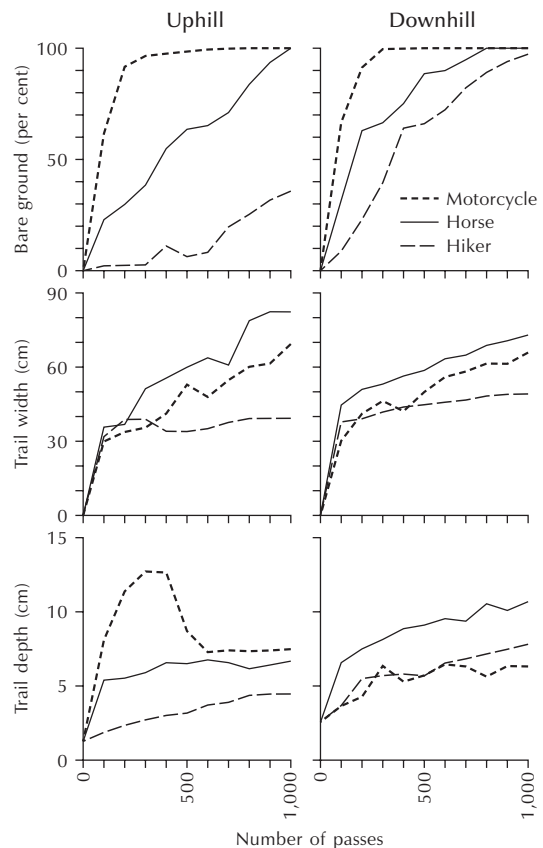 Uphill
Downhill
Bare ground (per cent)
100
50
0
Motorcycle
Horse
Hiker
Trail width (cm)
90
60
30
0
Trail depth (cm)
15
10
5
0
0
500
1,000
0
500
1,000
Number of passes